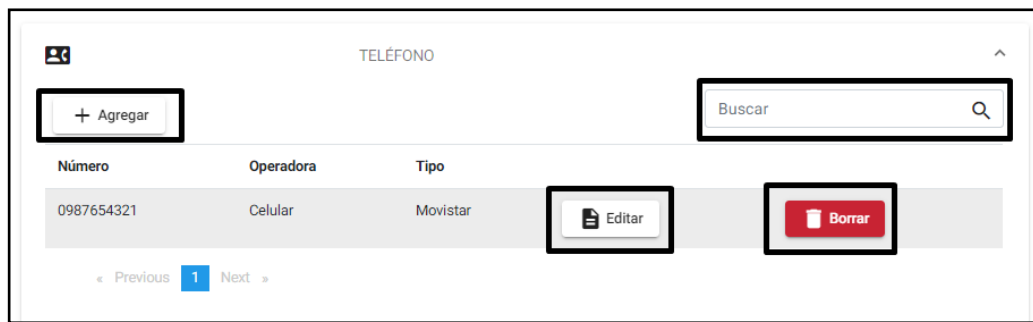 TELÉFONO
+ Agregar
Buscar
Número Operadora Tipo
0987654321 Celular Movistar Editar Borrar
« Previous 1 Next »